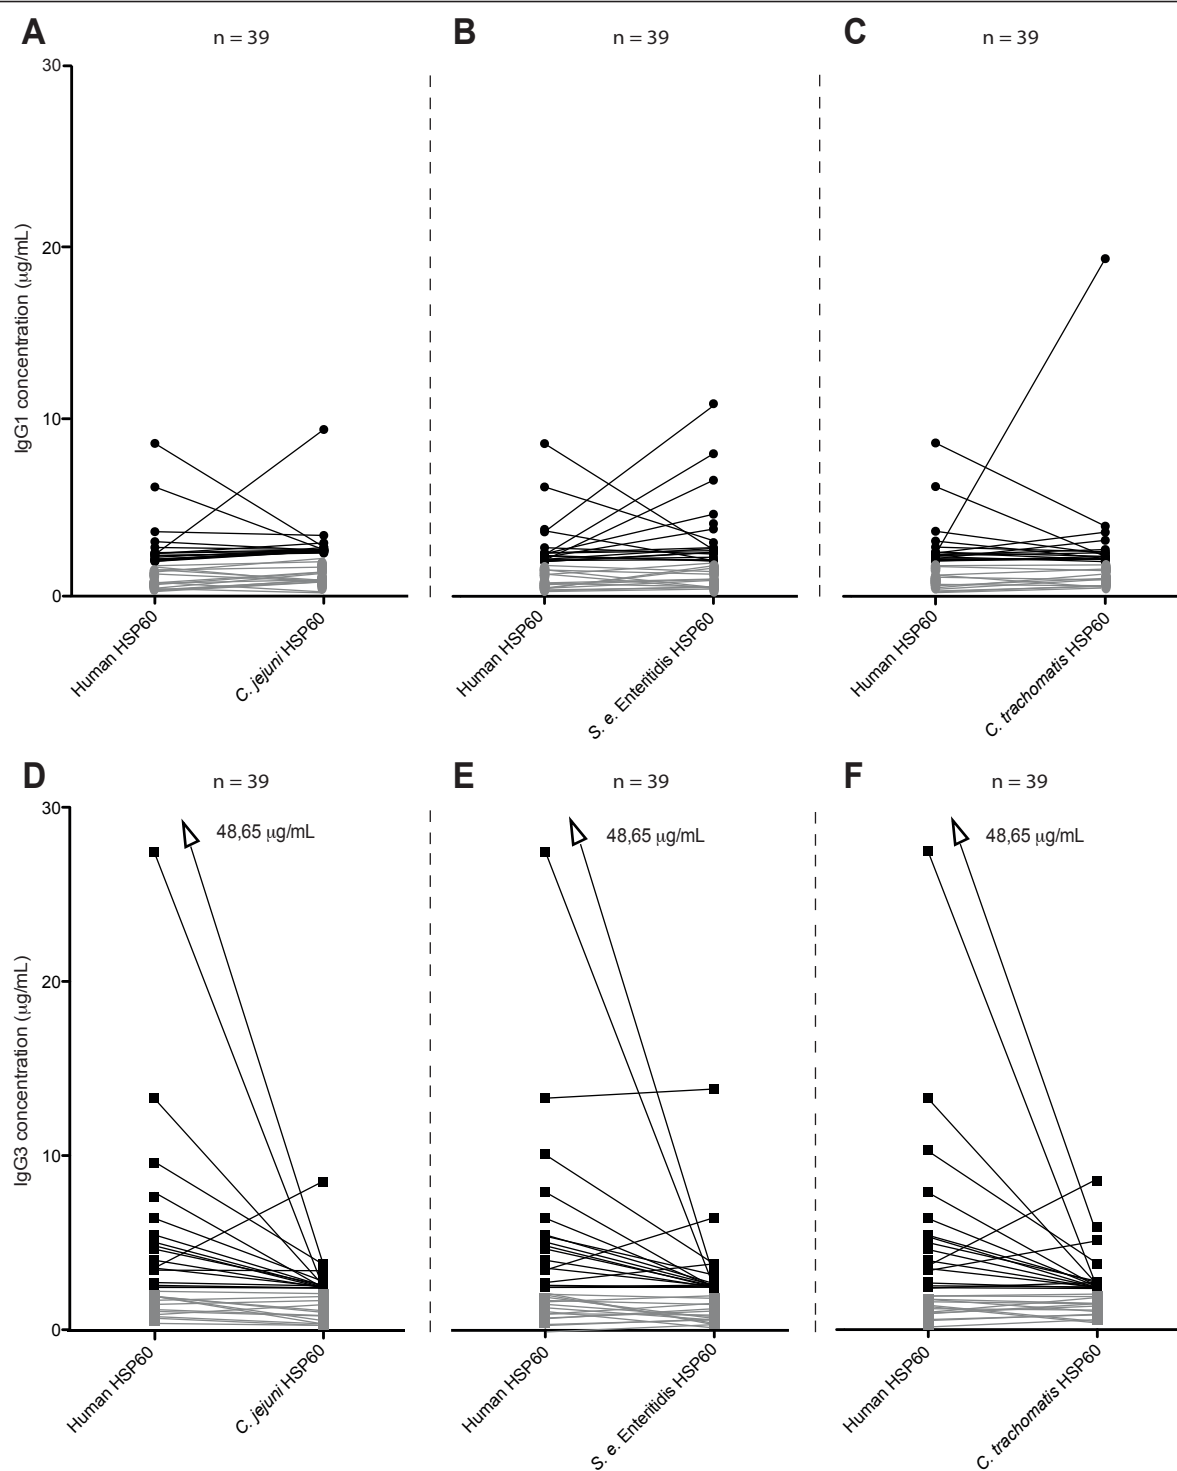 A
n = 39
B
n = 39
C
n = 39
30
20
10
0
IgG1 concentration (µg/mL)
Human HSP60
C. jejuni HSP60
Human HSP60
S. e. Enteritidis HSP60
Human HSP60
C. trachomatis HSP60
D
n = 39
E
n = 39
F
n = 39
30
20
10
0
IgG3 concentration (µg/mL)
48,65 µg/mL
48,65 µg/mL
48,65 µg/mL
Human HSP60
C. jejuni HSP60
Human HSP60
S. e. Enteritidis HSP60
Human HSP60
C. trachomatis HSP60